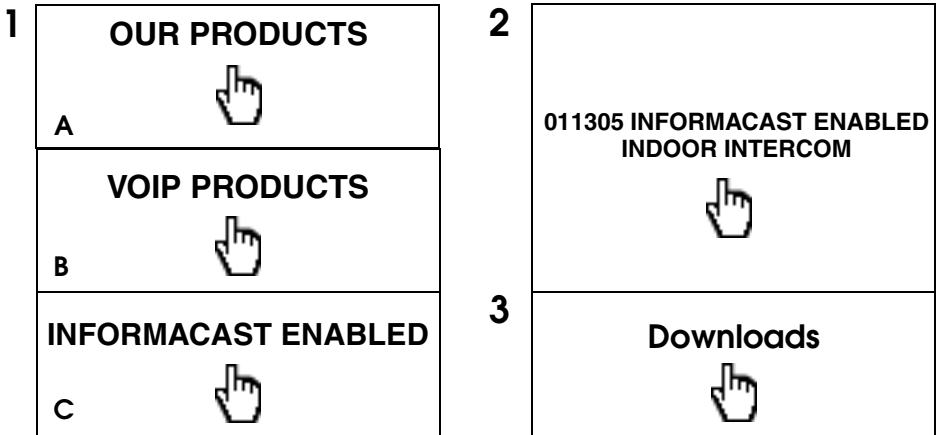 1
OUR PRODUCTS
A
VOIP PRODUCTS
B
INFORMACAST ENABLED
C
2
011305 INFORMACAST ENABLED
INDOOR INTERCOM
3
Downloads